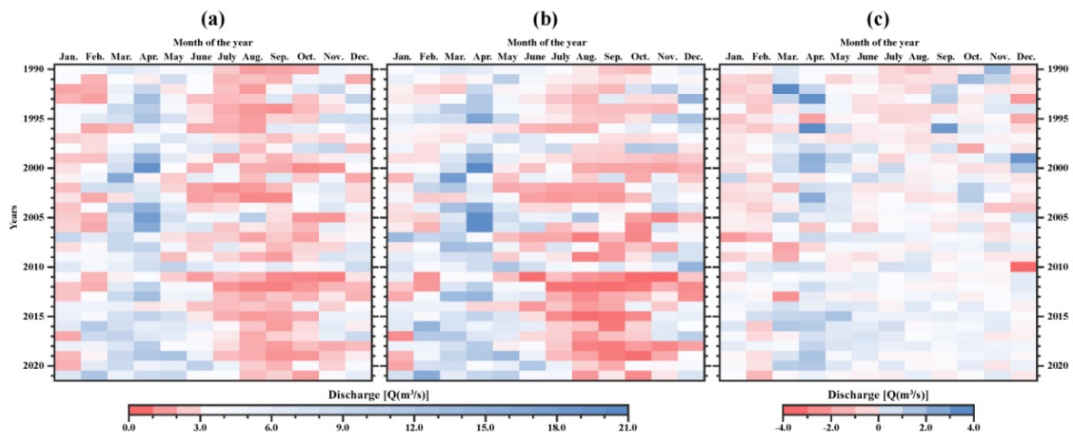 (a) (b) (c)
Month of the year Month of the year Month of the year
Jan. Feb. Mar. Apr. May June July Aug. Sep. Oct. Nov. Dec. Jan. Feb. Mar. Apr. May June July Aug. Sep. Oct. Nov. Dec. Jan. Feb. Mar. Apr. May June July Aug. Sep. Oct. Nov. Dec.
1990 1990
1995 1995
2000 2000
Years
2005 2005
2010 2010
2015 2015
2020 2020
Discharge [Q(m³/s)] Discharge [Q(m³/s)]
0.0 3.0 6.0 9.0 12.0 15.0 18.0 21.0 -4.0 -2.0 0 2.0 4.0